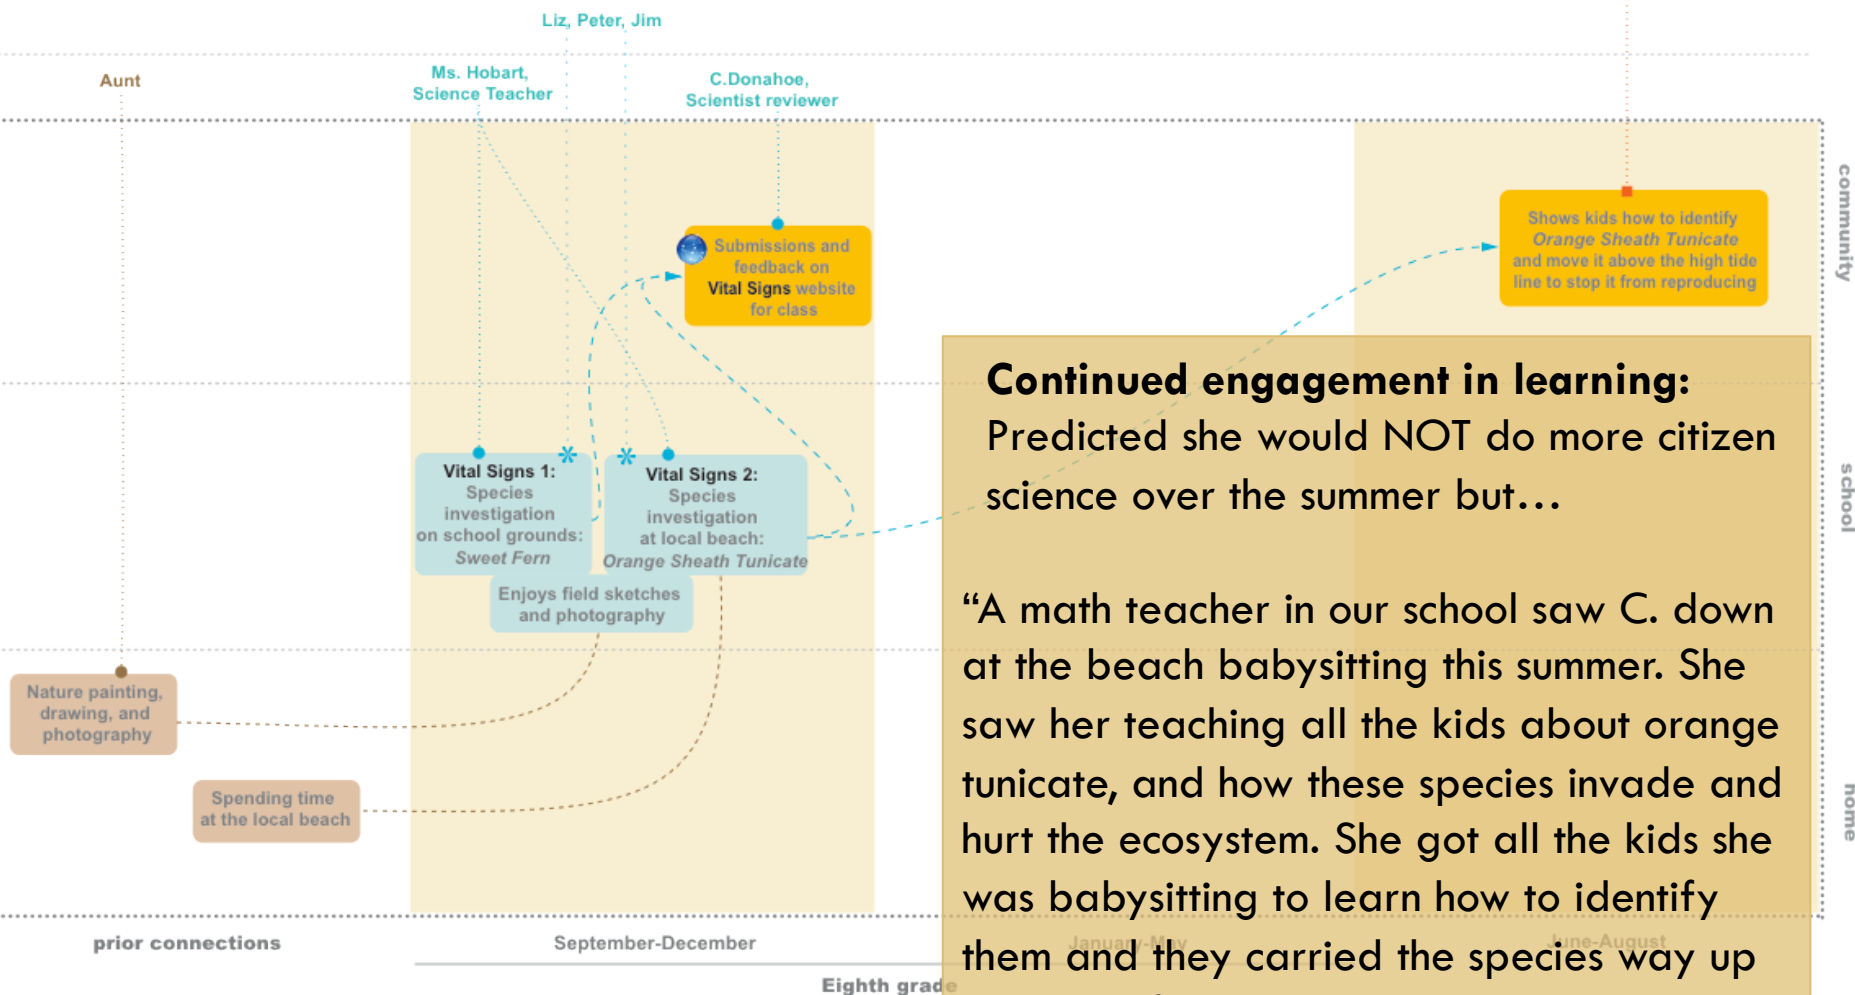 Liz, Peter, Jim
Aunt
Ms. Hobart,
Science Teacher
C.Donahoe,
Scientist reviewer
community
Submissions and
feedback on
Vital Signs website
for class
Shows kids how to identify
Orange Sheath Tunicate
and move it above the high tide
line to stop it from reproducing
school
Vital Signs 1:
Species
investigation
on school grounds:
Sweet Fern
Vital Signs 2:
Species
investigation
at local beach:
Orange Sheath Tunicate
Enjoys field sketches
and photography
home
Nature painting,
drawing, and
photography
Spending time
at the local beach
Continued engagement in learning:
Predicted she would NOT do more citizen
science over the summer but…
“A math teacher in our school saw C. down
at the beach babysitting this summer. She
saw her teaching all the kids about orange
tunicate, and how these species invade and
hurt the ecosystem. She got all the kids she
was babysitting to learn how to identify
them and they carried the species way up
prior connections
September-December
January-May
June-August
Eighth grade